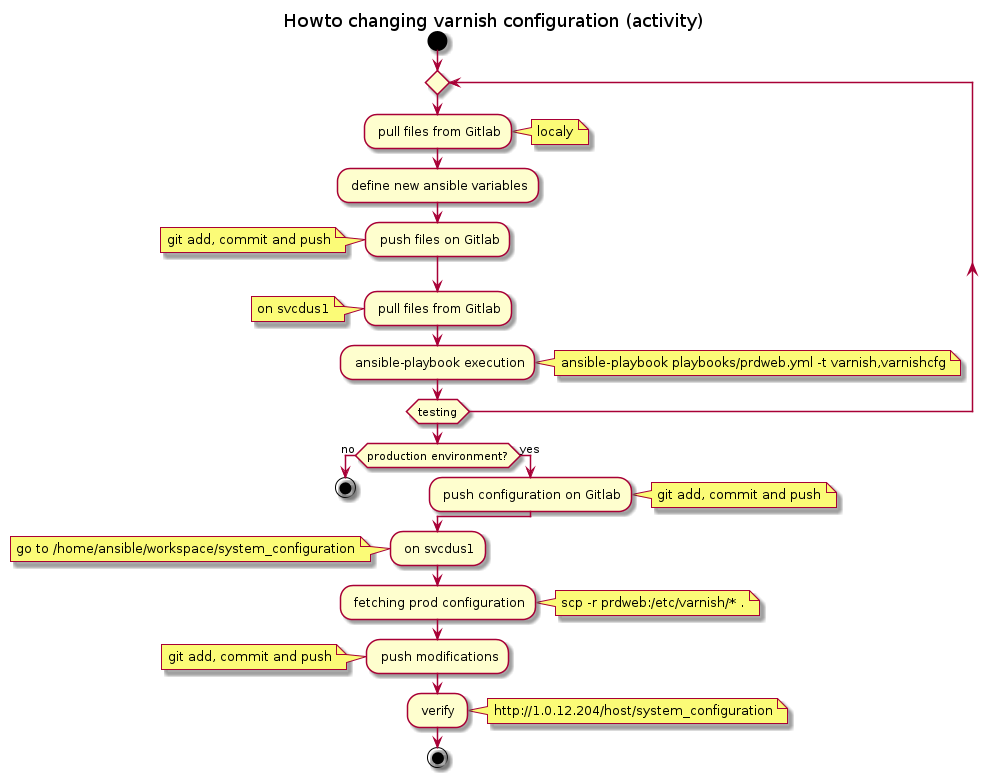 Howto changing varnish configuration (activity)
pull files from Gitlab
localy
define new ansible variables
git add, commit and push
push files on Gitlab
on svcdus1
pull files from Gitlab
ansible-playbook execution
ansible-playbook playbooks/prdweb.yml -t varnish,varnishcfg
testing
no
production environment?
yes
push configuration on Gitlab
git add, commit and push
go to /home/ansible/workspace/system_configuration
on svcdus1
fetching prod configuration
scp -r prdweb:/etc/varnish/* .
git add, commit and push
push modifications
verify
http://1.0.12.204/host/system_configuration